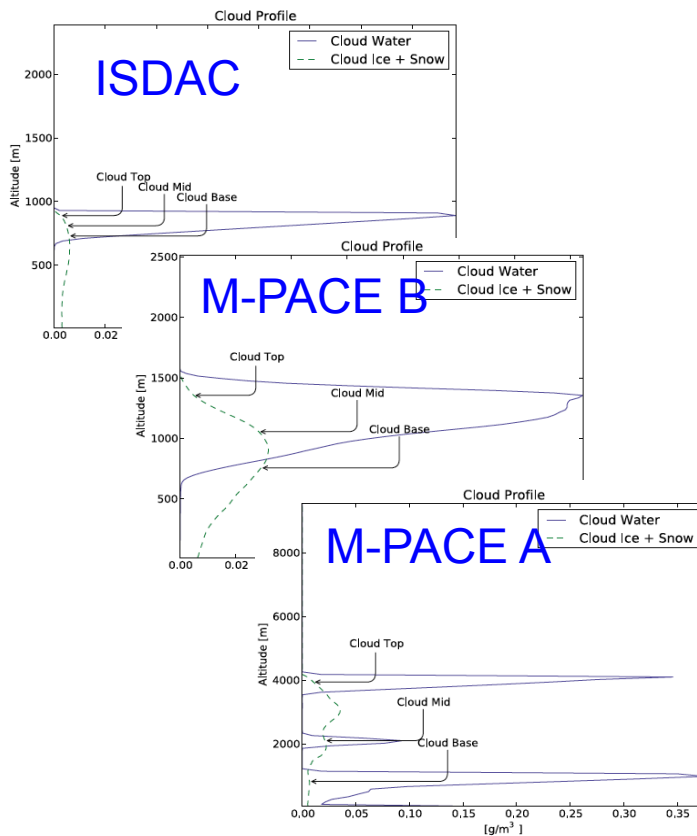 Cloud Profile
Cloud Water
Cloud Ice + Snow
ISDAC
2000
1500
1000
500
Altitude [m]
Cloud Top
Cloud Mid
Cloud Base
0.00
0.02
Cloud Profile
Cloud Water
Cloud Ice + Snow
M-PACE B
2500
2000
1500
1000
500
Altitude [m]
Cloud Top
Cloud Mid
Cloud Base
0.00
0.02
Cloud Profile
Cloud Water
Cloud Ice + Snow
M-PACE A
8000
6000
4000
2000
0
Altitude [m]
Cloud Top
Cloud Mid
Cloud Base
0.00
0.05
0.10
0.15
0.20
0.25
0.30
0.35
[g/m³]